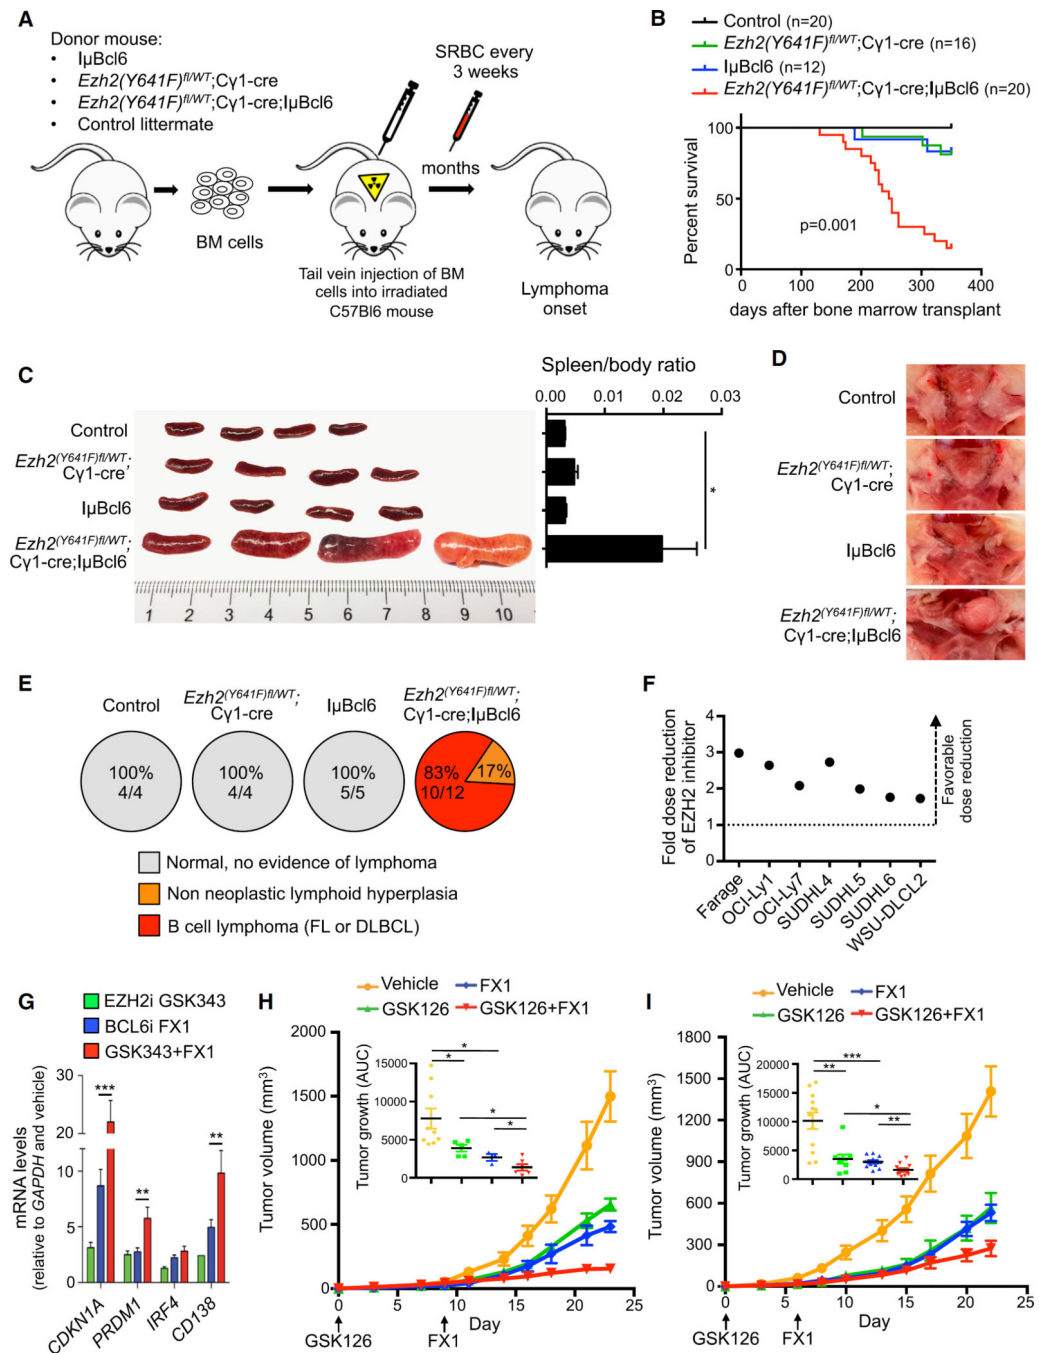 A
Donor mouse:
• IμBcl6
• Ezh2(Y641F)fl/WT;Cγ1-cre
• Ezh2(Y641F)fl/WT;Cγ1-cre;IμBcl6
• Control littermate
SRBC every
3 weeks
months
BM cells
Tail vein injection of BM
cells into irradiated
C57Bl6 mouse
Lymphoma
onset
B
Control (n=20)
Ezh2(Y641F)fl/WT;Cγ1-cre (n=16)
IμBcl6 (n=12)
Ezh2(Y641F)fl/WT;Cγ1-cre;IμBcl6 (n=20)
Percent survival
100
50
0
p=0.001
0 100 200 300 400
days after bone marrow transplant
C
Control
Ezh2(Y641F)fl/WT;
Cγ1-cre
IμBcl6
Ezh2(Y641F)fl/WT;
Cγ1-cre;IμBcl6
1 2 3 4 5 6 7 8 9 10
Spleen/body ratio
0.00 0.01 0.02 0.03
*
D
Control
Ezh2(Y641F)fl/WT;
Cγ1-cre
IμBcl6
Ezh2(Y641F)fl/WT;
Cγ1-cre;IμBcl6
E
Control
Ezh2(Y641F)fl/WT;
Cγ1-cre
IμBcl6
Ezh2(Y641F)fl/WT;
Cγ1-cre;IμBcl6
100%
4/4
100%
4/4
100%
5/5
83%
10/12
17%
Normal, no evidence of lymphoma
Non neoplastic lymphoid hyperplasia
B cell lymphoma (FL or DLBCL)
F
Fold dose reduction
of EZH2 inhibitor
4
3
2
1
0
Favorable
dose reduction
Farage
OCI-Ly1
OCI-Ly7
SUDHL4
SUDHL5
SUDHL6
WSU-DLCL2
G
EZH2i GSK343
BCL6i FX1
GSK343+FX1
mRNA levels
(relative to GAPDH and vehicle)
30
20
10
5
0
***
**
**
CDKN1A
PRDM1
IRF4
CD138
H
Vehicle
FX1
GSK126
GSK126+FX1
Tumor volume (mm3)
2000
1500
1000
500
0
Tumor growth (AUC)
15000
10000
5000
0
*
*
*
*
0 5 10 15 20 25
Day
GSK126
FX1
I
Vehicle
FX1
GSK126
GSK126+FX1
Tumor volume (mm3)
1800
1500
1200
900
600
300
0
Tumor growth (AUC)
20000
15000
10000
5000
0
***
**
*
**
0 5 10 15 20 25
Day
GSK126
FX1